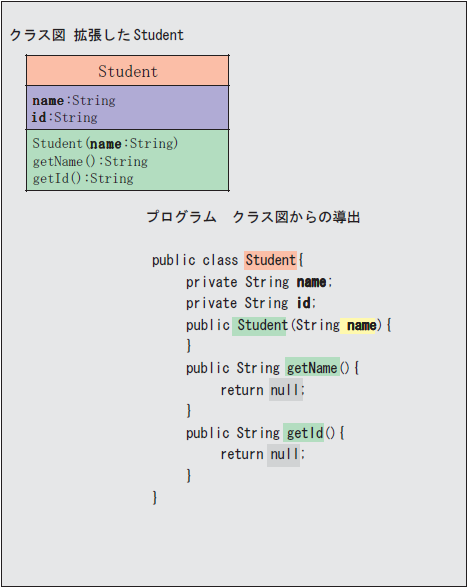 クラス図 拡張したStudent
Student
name:String
id:String
Student(name:String)
getName():String
getId():String
プログラム　クラス図からの導出
public class Student{
private String name;
private String id;
public Student(String name){
}
public String getName(){
return null;
}
public String getId(){
return null;
}
}